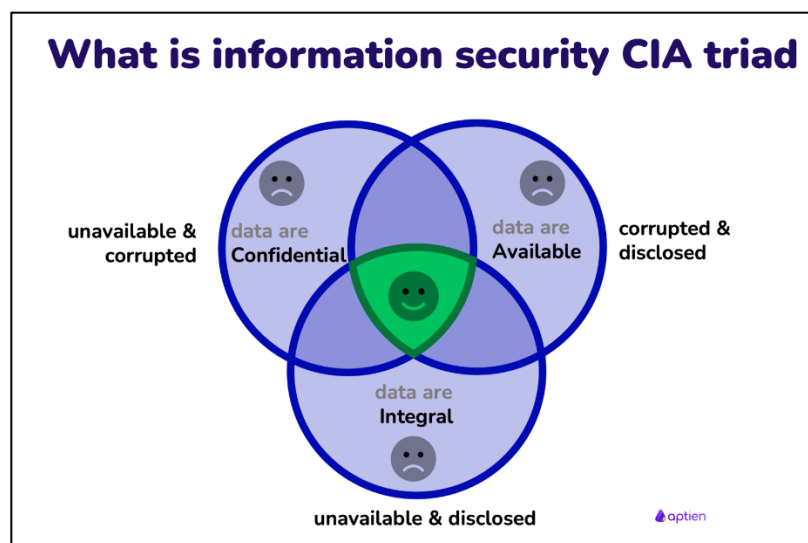 What is information security CIA triad
unavailable &
corrupted
data are
Confidential
data are
Available
corrupted &
disclosed
data are
Integral
unavailable & disclosed
aptien